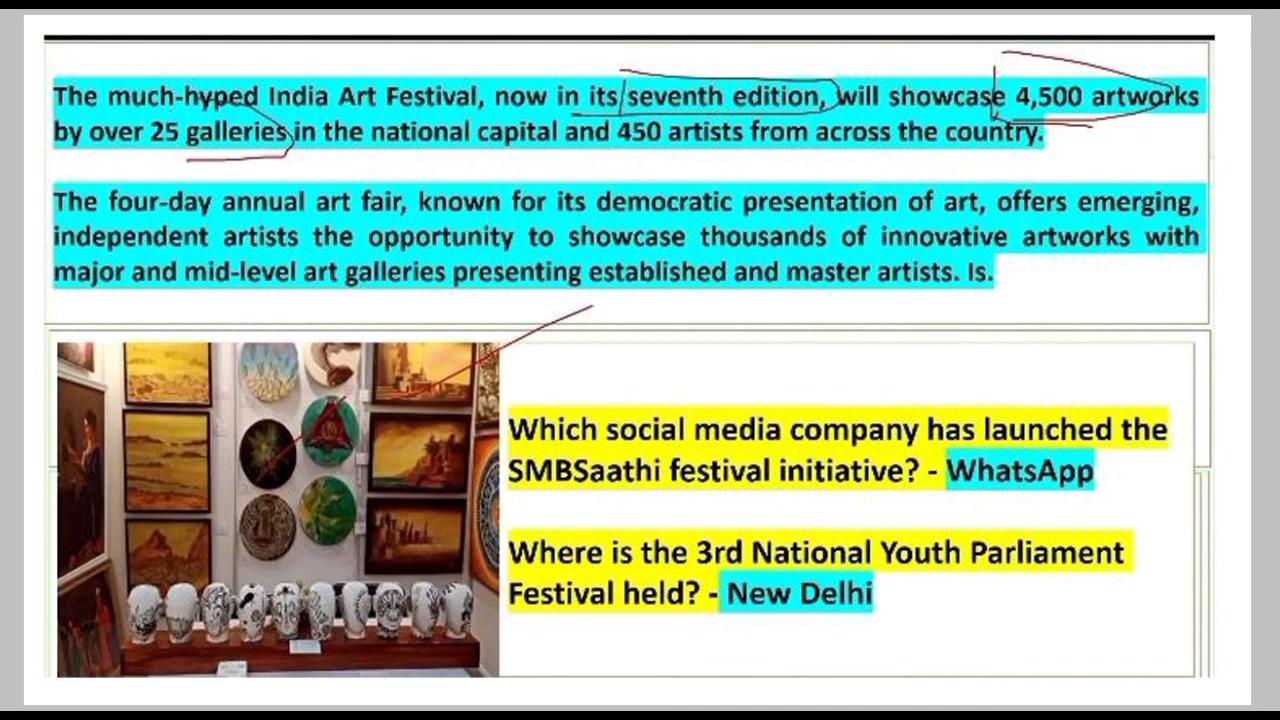 The much-hyped India Art Festival, now in its seventh edition, will showcase 4,500 artworks
by over 25 galleries in the national capital and 450 artists from across the country.
The four-day annual art fair, known for its democratic presentation of art, offers emerging,
independent artists the opportunity to showcase thousands of innovative artworks with
major and mid-level art galleries presenting established and master artists. Is.
Which social media company has launched the
SMBSaathi festival initiative? - WhatsApp
Where is the 3rd National Youth Parliament
Festival held? - New Delhi